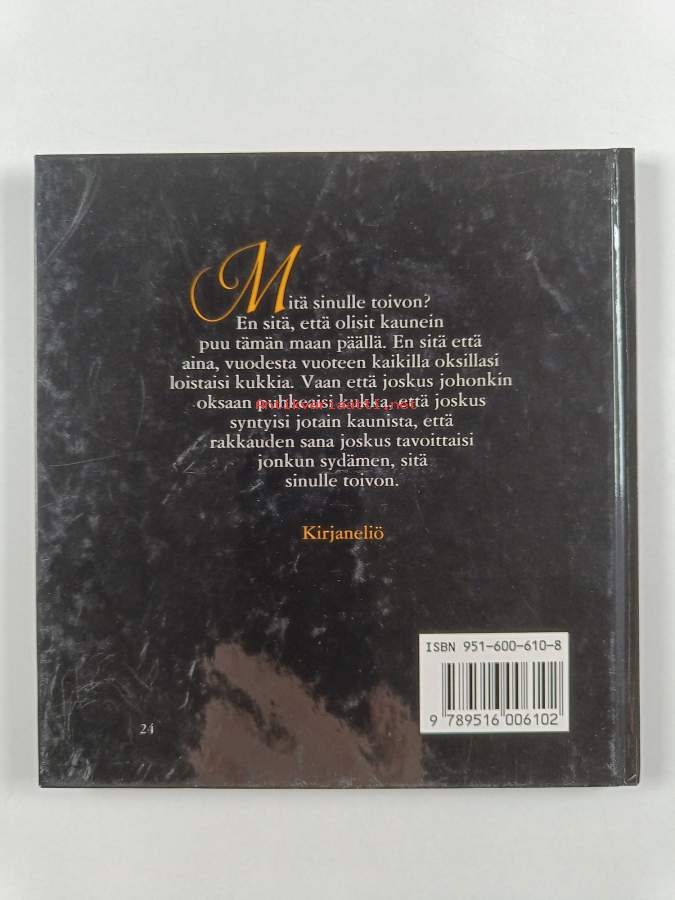 Mitä sinulle toivon?
En sitä, että olisit kaunein
puu tämän maan päällä. En sitä että
aina, vuodesta vuoteen kaikilla oksillasi
loistaisi kukkia. Vaan että joskus johonkin
oksaan puhkeaisi kukka, että joskus
Antikvariaatti.net
syntyisi jotain kaunista, että
rakkauden sana joskus tavoittaisi
jonkun sydämen, sitä
sinulle toivon.
Kirjaneliö
ISBN 951-600-610-8
9 789516 006102
24